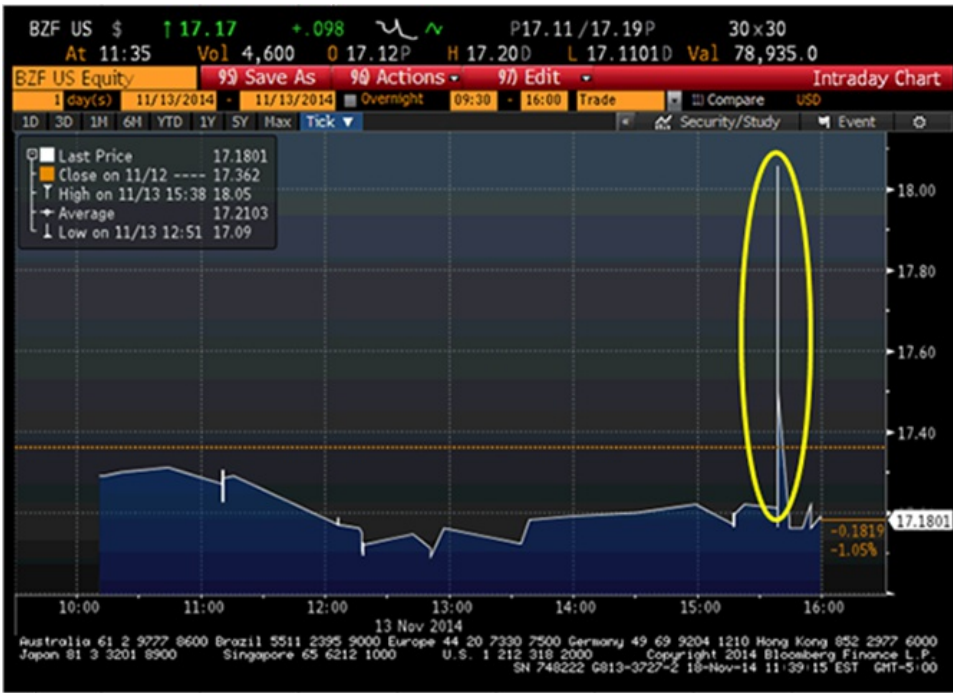 BZF US $ ↑17.17 +.098 P17.11/17.19P 30×30
At 11:35 Vol 4,600 O 17.12P H 17.20D L 17.1101D Val 78,935.0
BZF US Equity 95) Save As 96) Actions 97) Edit Intraday Chart
1 day(s) 11/13/2014 - 11/13/2014 Overnight 09:30 - 16:00 Trade Compare USD
1D 3D 1M 6M YTD 1Y 5Y Max Tick ▼ « Security/Study Event
Last Price 17.1801
Close on 11/12 ---- 17.362
High on 11/13 15:38 18.05
Average 17.2103
Low on 11/13 12:51 17.09
18.00
17.80
17.60
17.40
17.1801
-0.1819
-1.05%
10:00 11:00 12:00 13:00 14:00 15:00 16:00
13 Nov 2014
Australia 61 2 9777 8600 Brazil 5511 2395 9000 Europe 44 20 7330 7500 Germany 49 69 9204 1210 Hong Kong 852 2977 6000
Japan 81 3 3201 8900 Singapore 65 6212 1000 U.S. 1 212 318 2000 Copyright 2014 Bloomberg Finance L.P.
SN 748222 G813-3727-2 18-Nov-14 11:39:15 EST GMT-5:00